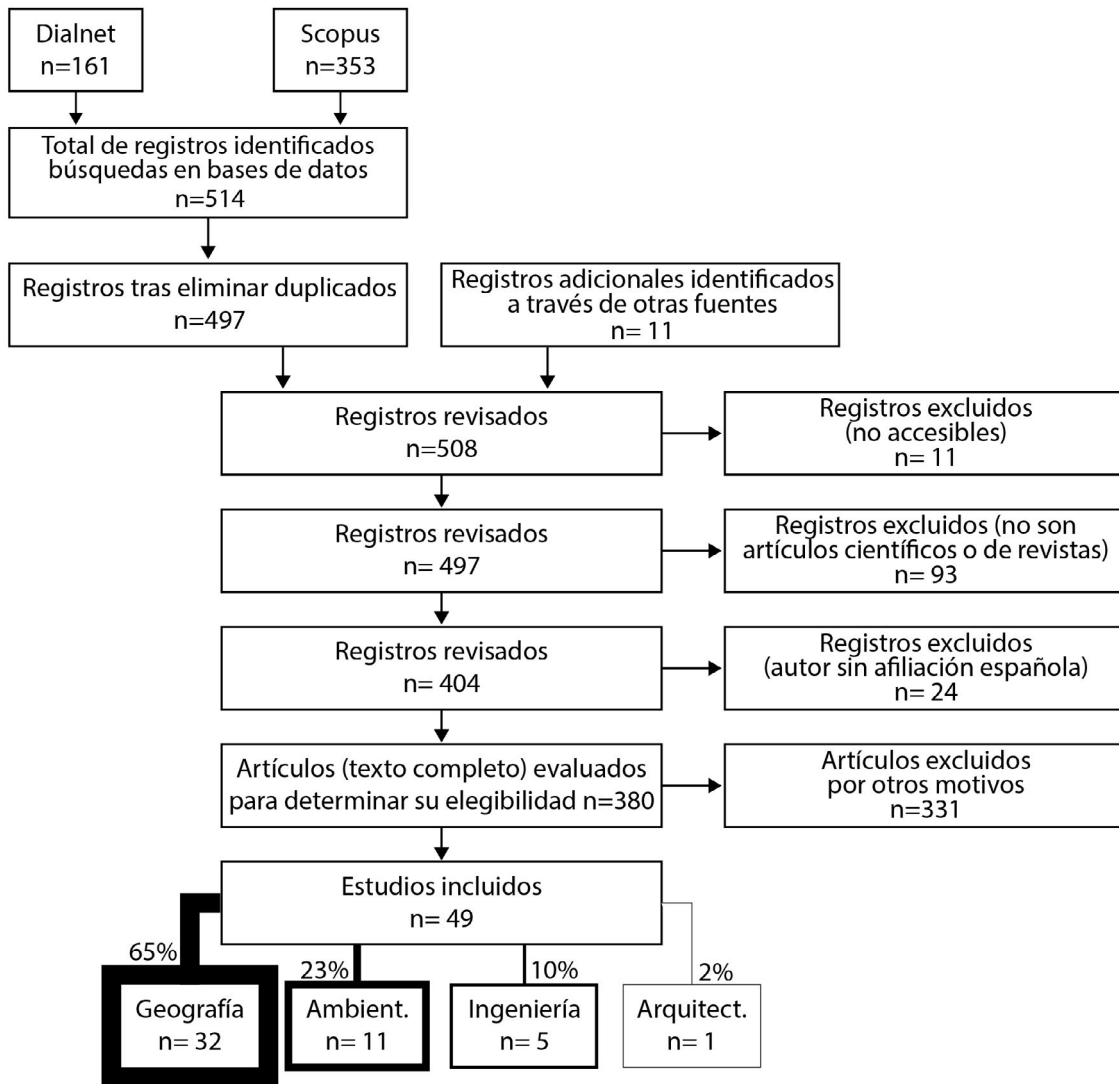 Dialnet
n=161
Scopus
n=353
Total de registros identificados
búsquedas en bases de datos
n=514
Registros tras eliminar duplicados
n=497
Registros adicionales identificados
a través de otras fuentes
n= 11
Registros revisados
n=508
Registros excluidos
(no accesibles)
n= 11
Registros revisados
n= 497
Registros excluidos (no son
artículos científicos o de revistas)
n= 93
Registros revisados
n= 404
Registros excluidos
(autor sin afiliación española)
n= 24
Artículos (texto completo) evaluados
para determinar su elegibilidad n=380
Artículos excluidos
por otros motivos
n=331
Estudios incluidos
n= 49
65%
Geografía
n= 32
23%
Ambient.
n= 11
10%
Ingeniería
n= 5
2%
Arquitect.
n= 1